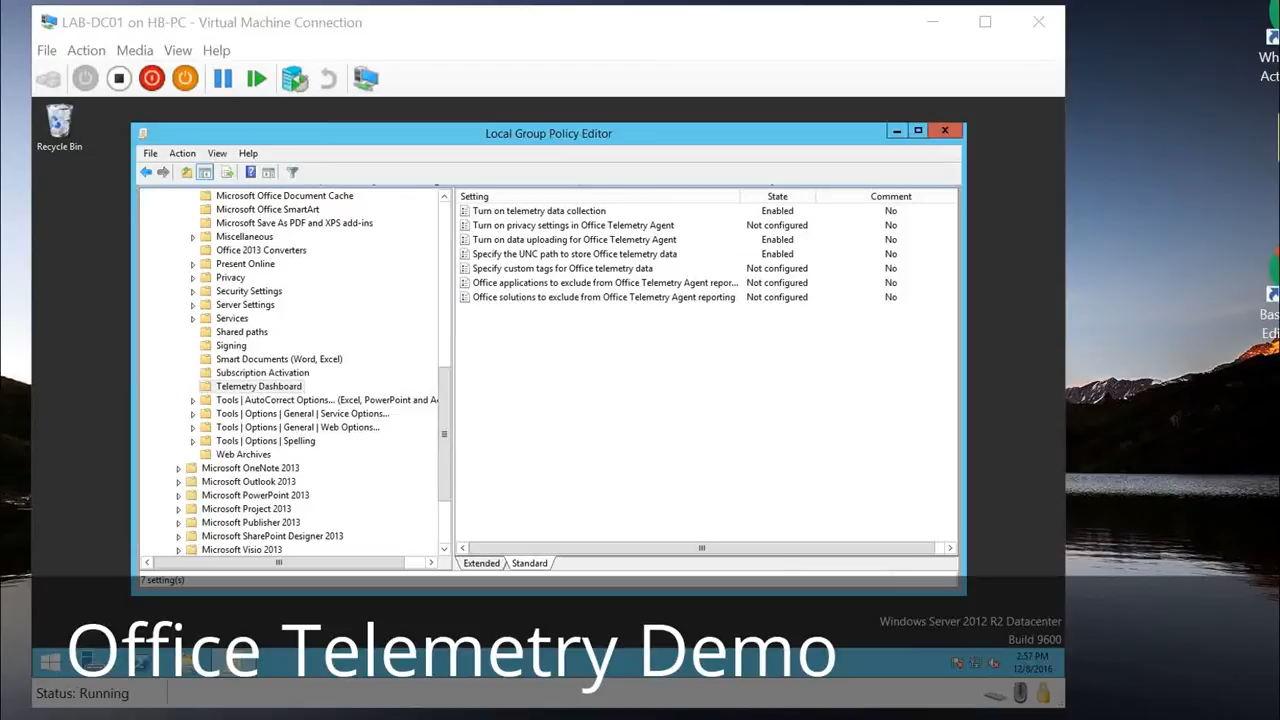 LAB-DC01 on HB-PC - Virtual Machine Connection
File Action Media View Help
Recycle Bin
Local Group Policy Editor
File Action View Help
Microsoft Office Document Cache
Microsoft Office SmartArt
Microsoft Save As PDF and XPS add-ins
Miscellaneous
Office 2013 Converters
Present Online
Privacy
Security Settings
Server Settings
Services
Shared paths
Signing
Smart Documents (Word, Excel)
Subscription Activation
Telemetry Dashboard
Tools | AutoCorrect Options... (Excel, PowerPoint and A
Tools | Options | General | Service Options...
Tools | Options | General | Web Options...
Tools | Options | Spelling
Web Archives
Microsoft OneNote 2013
Microsoft Outlook 2013
Microsoft PowerPoint 2013
Microsoft Project 2013
Microsoft Publisher 2013
Microsoft SharePoint Designer 2013
Microsoft Visio 2013
Setting State Comment
Turn on telemetry data collection Enabled No
Turn on privacy settings in Office Telemetry Agent Not configured No
Turn on data uploading for Office Telemetry Agent Enabled No
Specify the UNC path to store Office telemetry data Enabled No
Specify custom tags for Office telemetry data Not configured No
Office applications to exclude from Office Telemetry Agent repor... Not configured No
Office solutions to exclude from Office Telemetry Agent reporting Not configured No
Extended Standard
7 setting(s)
Windows Server 2012 R2 Datacenter
Build 9600
Office Telemetry Demo
2:57 PM
12/8/2016
Status: Running
Wh
Act
Bas
Edi